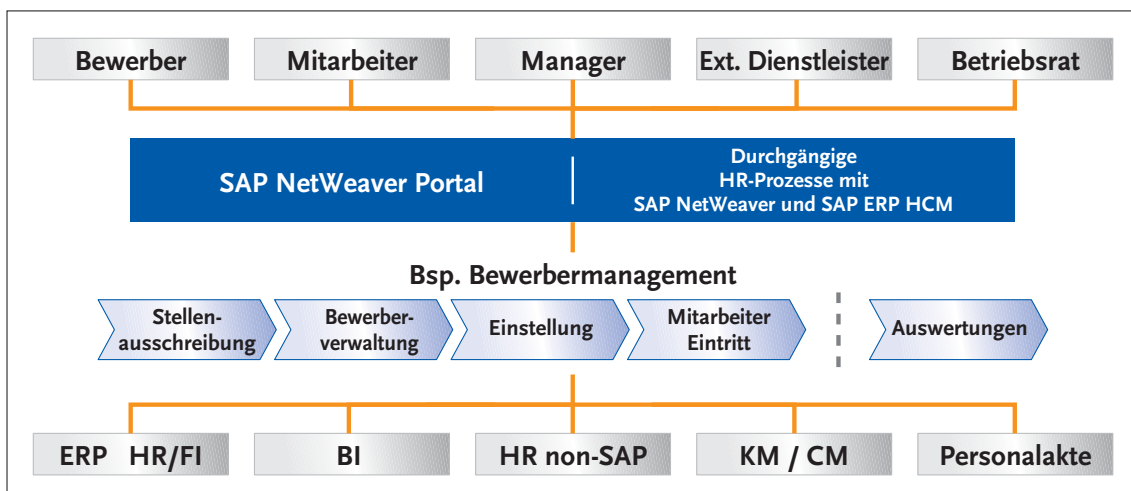 Bewerber
Mitarbeiter
Manager
Ext. Dienstleister
Betriebsrat
SAP NetWeaver Portal
Durchgängige
HR-Prozesse mit
SAP NetWeaver und SAP ERP HCM
Bsp. Bewerbermanagement
Stellen-
ausschreibung
Bewerber-
verwaltung
Einstellung
Mitarbeiter
Eintritt
Auswertungen
ERP HR/FI
BI
HR non-SAP
KM / CM
Personalakte